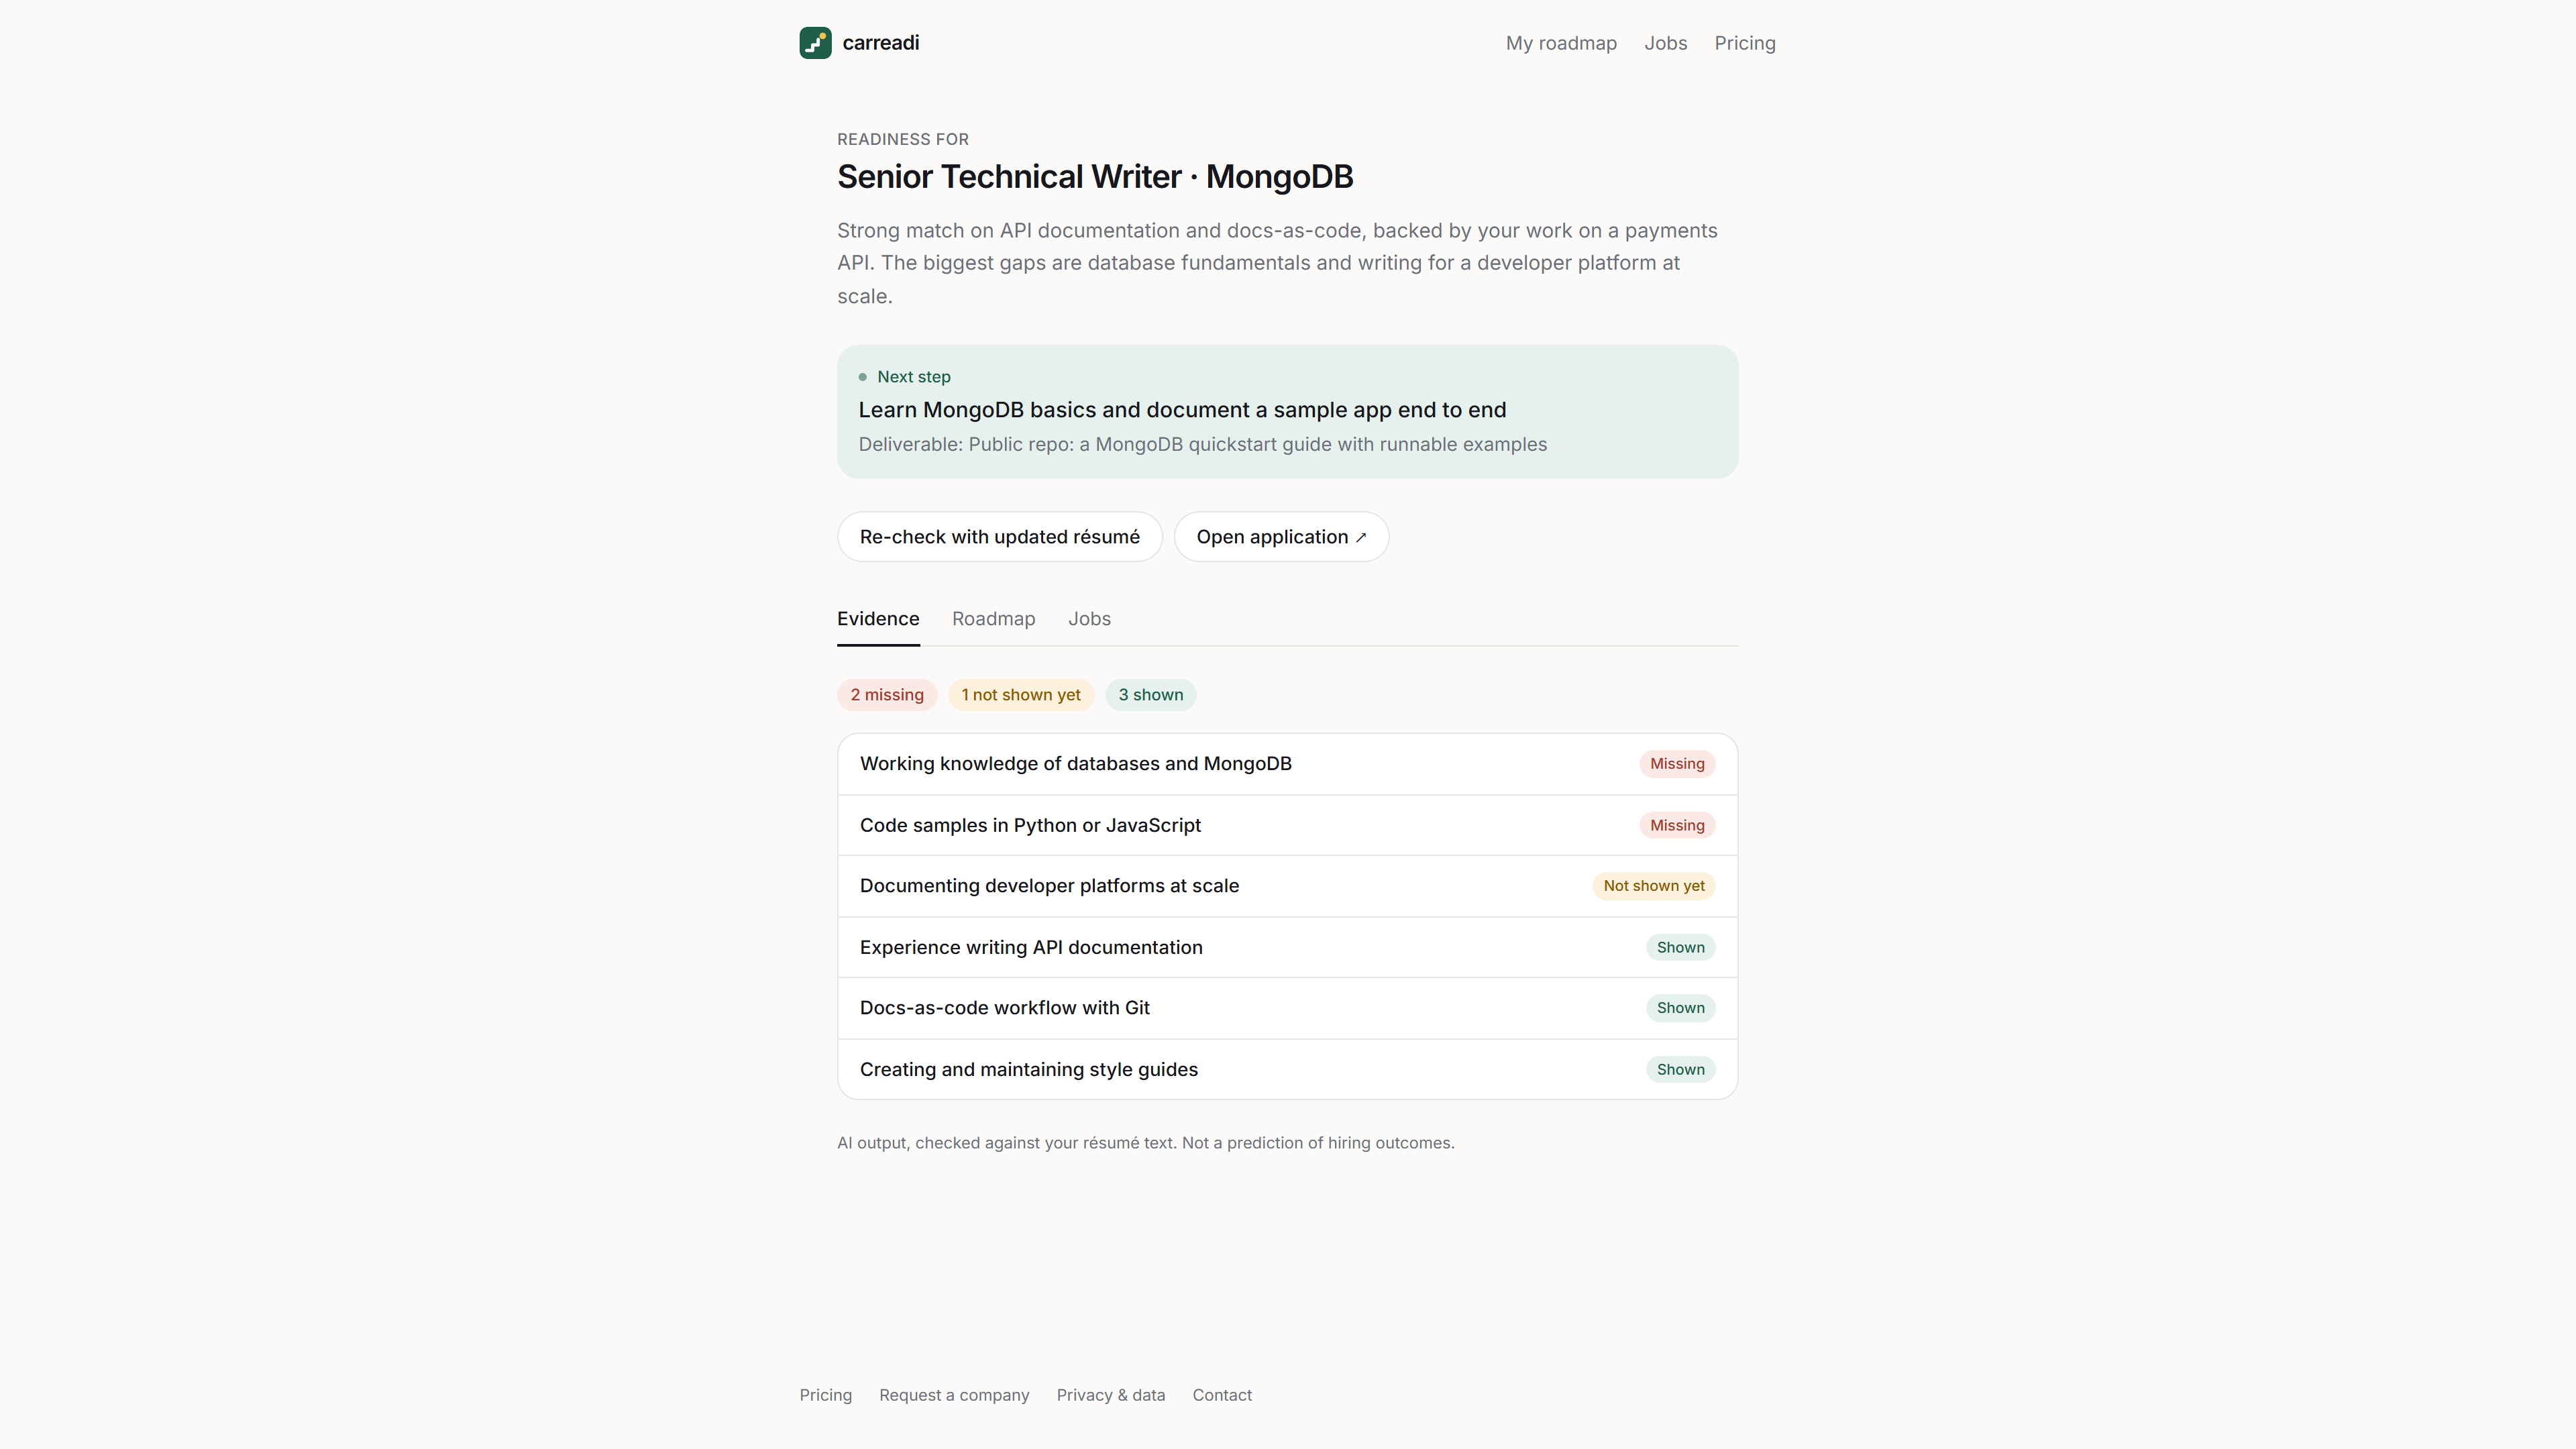 carreadi
My roadmap Jobs Pricing
READINESS FOR
Senior Technical Writer · MongoDB
Strong match on API documentation and docs-as-code, backed by your work on a payments
API. The biggest gaps are database fundamentals and writing for a developer platform at
scale.
Next step
Learn MongoDB basics and document a sample app end to end
Deliverable: Public repo: a MongoDB quickstart guide with runnable examples
Re-check with updated résumé Open application ↗
Evidence Roadmap Jobs
2 missing 1 not shown yet 3 shown
Working knowledge of databases and MongoDB Missing
Code samples in Python or JavaScript Missing
Documenting developer platforms at scale Not shown yet
Experience writing API documentation Shown
Docs-as-code workflow with Git Shown
Creating and maintaining style guides Shown
AI output, checked against your résumé text. Not a prediction of hiring outcomes.
Pricing Request a company Privacy & data Contact